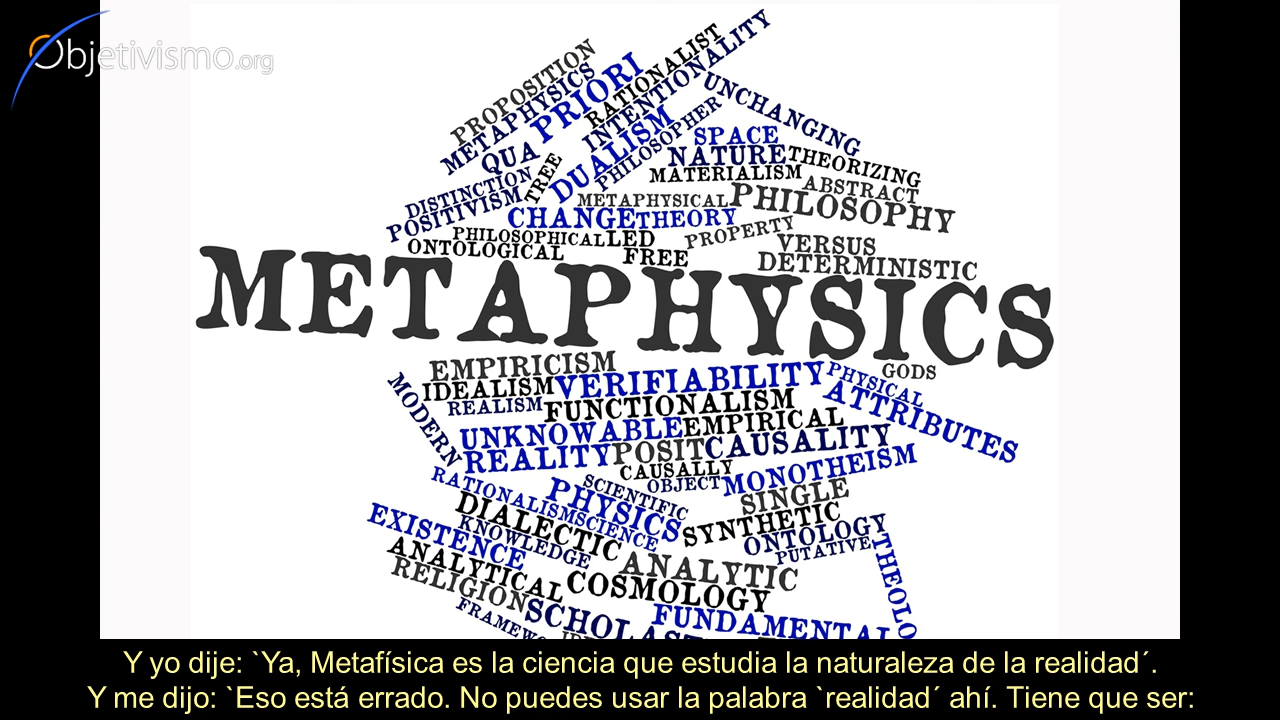 Objetivismo.org
PROPOSITION
METAPHYSICS
PRIORI
RATIONALIST
INTENTIONALITY
UNCHANGING
QUA
TREE
DUALISM
PHILOSOPHER
SPACE
NATURE
THEORIZING
MATERIALISM
DISTINCTION
POSITIVISM
METAPHYSICAL
ABSTRACT
PHILOSOPHY
CHANGE
THEORY
PHILOSOPHICAL
LED
PROPERTY
VERSUS
ONTOLOGICAL
FREE
DETERMINISTIC
METAPHYSICS
EMPIRICISM
GODS
MODERN
IDEALISM
VERIFIABILITY
PHYSICAL
ATTRIBUTES
REALISM
FUNCTIONALISM
UNKNOWABLE
EMPIRICAL
REALITY
POSIT
CAUSALITY
CAUSALLY
OBJECT
MONOTHEISM
RATIONALISM
SCIENTIFIC
PHYSICS
SCIENCE
SINGLE
DIALECTIC
SYNTHETIC
EXISTENCE
KNOWLEDGE
ONTOLOGY
PUTATIVE
ANALYTICAL
ANALYTIC
THEOLO
RELIGION
COSMOLOGY
FRAMEWO
SCHOLAST
FUNDAMENTAL
Y yo dije: `Ya, Metafísica es la ciencia que estudia la naturaleza de la realidad´.
Y me dijo: `Eso está errado. No puedes usar la palabra `realidad´ ahí. Tiene que ser: